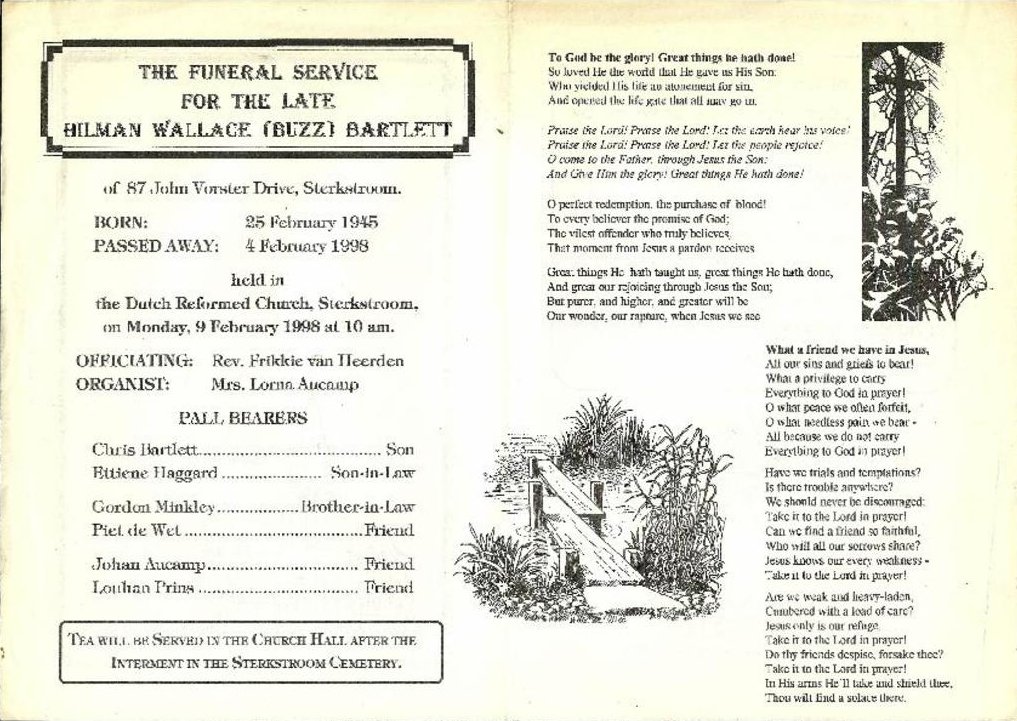 THE FUNERAL SERVICE
FOR THE LATE
HILMAN WALLACE (BUZZ) BARTLETT
of 87 John Vorster Drive, Sterkstroom.
BORN: 25 February 1945
PASSED AWAY: 4 February 1998
held in
the Dutch Reformed Church, Sterkstroom,
on Monday, 9 February 1998 at 10 am.
OFFICIATING: Rev. Frikkie van Heerden
ORGANIST: Mrs. Lorna Aucamp
PALL BEARERS
Chris Bartlett........................................ Son
Ettiene Haggard ...................... Son-in-Law
Gordon Minkley..................Brother-in-Law
Piet de Wet .......................................Friend
Johan Aucamp................................. Friend
Louhan Prins ................................... Friend
TEA WILL BE SERVED IN THE CHURCH HALL AFTER THE
INTERMENT IN THE STERKSTROOM CEMETERY.
To God be the glory! Great things he hath done!
So loved He the world that He gave us His Son:
Who yielded His life an atonement for sin,
And opened the life gate that all may go in.
Praise the Lord! Praise the Lord! Let the earth hear his voice!
Praise the Lord! Praise the Lord! Let the people rejoice!
O come to the Father, through Jesus the Son:
And Give Him the glory! Great things He hath done!
O perfect redemption, the purchase of blood!
To every believer the promise of God;
The vilest offender who truly believes,
That moment from Jesus a pardon receives
Great things He hath taught us, great things He hath done,
And great our rejoicing through Jesus the Son;
But purer, and higher, and greater will be
Our wonder, our rapture, when Jesus we see
What a friend we have in Jesus,
All our sins and griefs to bear!
What a privilege to carry
Everything to God in prayer!
O what peace we often forfeit,
O what needless pain we bear -
All because we do not carry
Everything to God in prayer!
Have we trials and temptations?
Is there trouble anywhere?
We should never be discouraged:
Take it to the Lord in prayer!
Can we find a friend so faithful,
Who will all our sorrows share?
Jesus knows our every weakness -
Take it to the Lord in prayer!
Are we weak and heavy-laden,
Cumbered with a load of care?
Jesus only is our refuge,
Take it to the Lord in prayer!
Do thy friends despise, forsake thee?
Take it to the Lord in prayer!
In His arms He'll take and shield thee,
Thou wilt find a solace there.